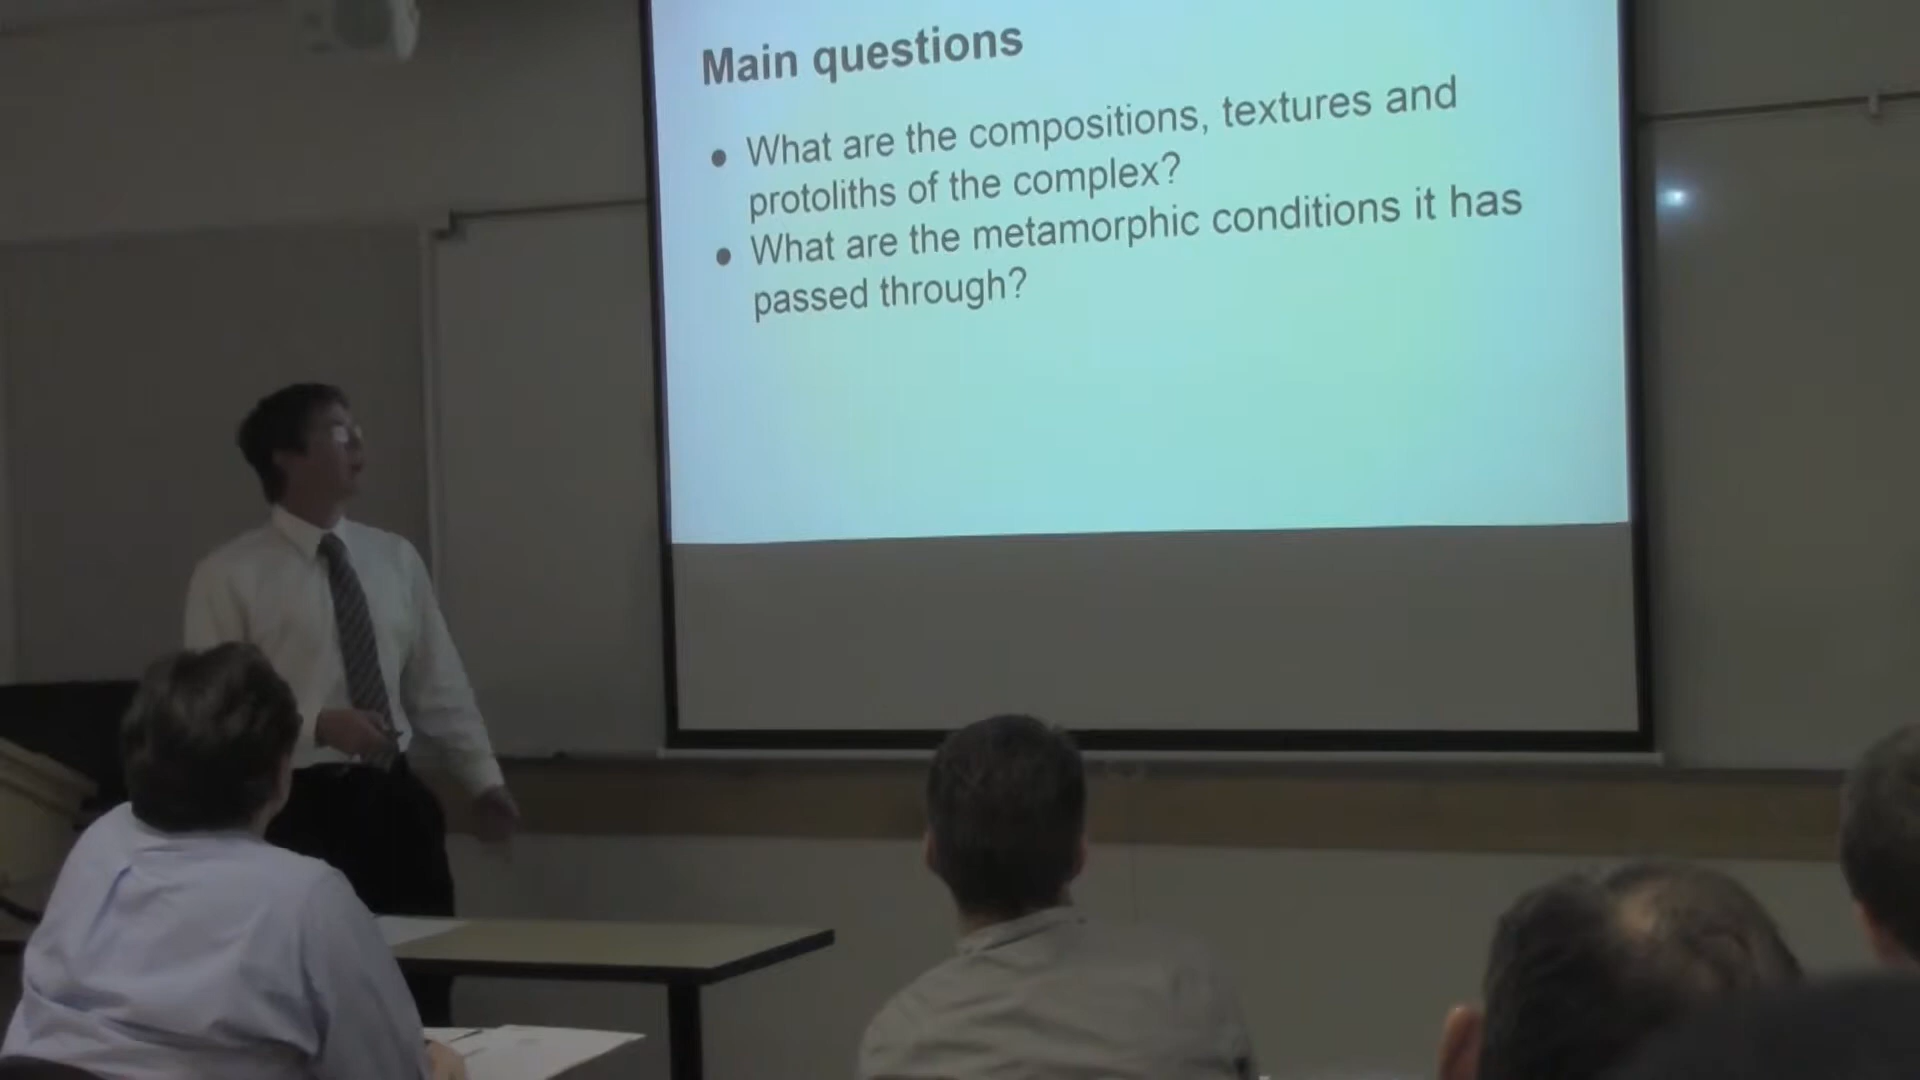 Main questions
● What are the compositions, textures and
protoliths of the complex?
● What are the metamorphic conditions it has
passed through?